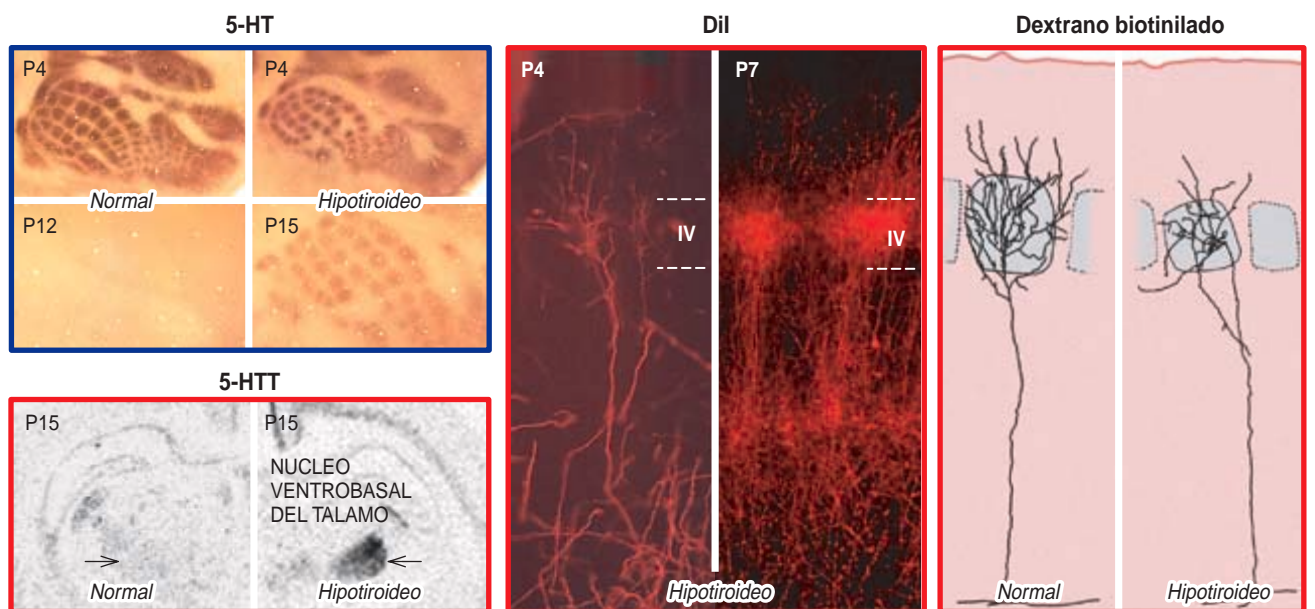 5-HT
P4
P4
Normal
Hipotiroideo
P12
P15
5-HTT
P15
NUCLEO
VENTROBASAL
DEL TALAMO
Normal
Hipotiroideo
DiI
P4
P7
IV
IV
Hipotiroideo
Dextrano biotinilado
Normal
Hipotiroideo